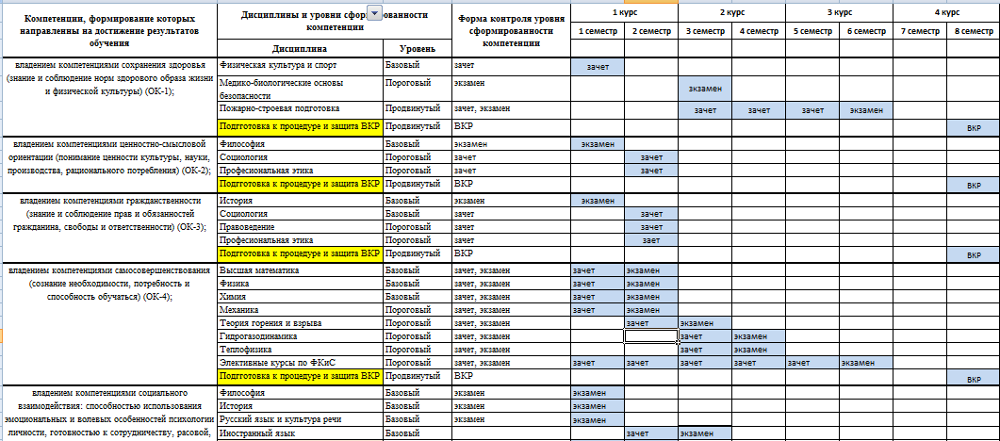 Компетенции, формирование которых направленны на достижение результатов обучения
Дисциплины и уровни сфор ованности компетенции
Форма контроля уровня сформированности компетенции
1 курс 2 курс 3 курс 4 курс
1 семестр 2 семестр 3 семестр 4 семестр 5 семестр 6 семестр 7 семестр 8 семестр
Дисциплина Уровень
владением компетенциями сохранения здоровья
(знание и соблюдение норм здорового образа жизни
и физической культуры) (ОК-1);
Физическая культура и спорт Базовый зачет зачет
Медико-биологические основы
безопасности Пороговый экзамен экзамен
Пожарно-строевая подготовка Продвинутый зачет, экзамен зачет зачет зачет экзамен
Подготовка к процедуре и защита ВКР Продвинутый ВКР ВКР
владением компетенциями ценностно-смысловой
ориентации (понимание ценности культуры, науки,
производства, рационального потребления) (ОК-2);
Философия Базовый экзамен экзамен
Социология Пороговый зачет зачет
Професиональная этика Пороговый зачет зачет
Подготовка к процедуре и защита ВКР Продвинутый ВКР ВКР
владением компетенциями гражданственности
(знание и соблюдение прав и обязанностей
гражданина, свободы и ответственности) (ОК-3);
История Базовый экзамен экзамен
Социология Базовый зачет зачет
Правоведение Пороговый зачет зачет
Професиональная этика Пороговый зачет зает
Подготовка к процедуре и защита ВКР Продвинутый ВКР ВКР
владением компетенциями самосовершенствования
(сознание необходимости, потребность и
способность обучаться) (ОК-4);
Высшая математика Базовый зачет, экзамен зачет экзамен
Физика Базовый зачет, экзамен зачет экзамен
Химия Базовый зачет, экзамен зачет экзамен
Механика Пороговый зачет, экзамен зачет экзамен
Теория горения и взрыва Пороговый зачет, экзамен зачет экзамен
Гидрогазодинамика Пороговый зачет, экзамен зачет экзамен
Теплофизика Пороговый зачет, экзамен зачет экзамен
Элективные курсы по ФКиС Пороговый зачет, экзамен зачет зачет зачет зачет зачет экзамен
Подготовка к процедуре и защита ВКР Продвинутый ВКР ВКР
владением компетенциями социального
взаимодействия: способностью использования
эмоциональных и волевых особенностей психологии
личности, готовностью к сотрудничеству, расовой,
Философия Базовый экзамен экзамен
История Базовый экзамен экзамен
Русский язык и культура речи Базовый экзамен экзамен
Иностранный язык Базовый зачет экзамен